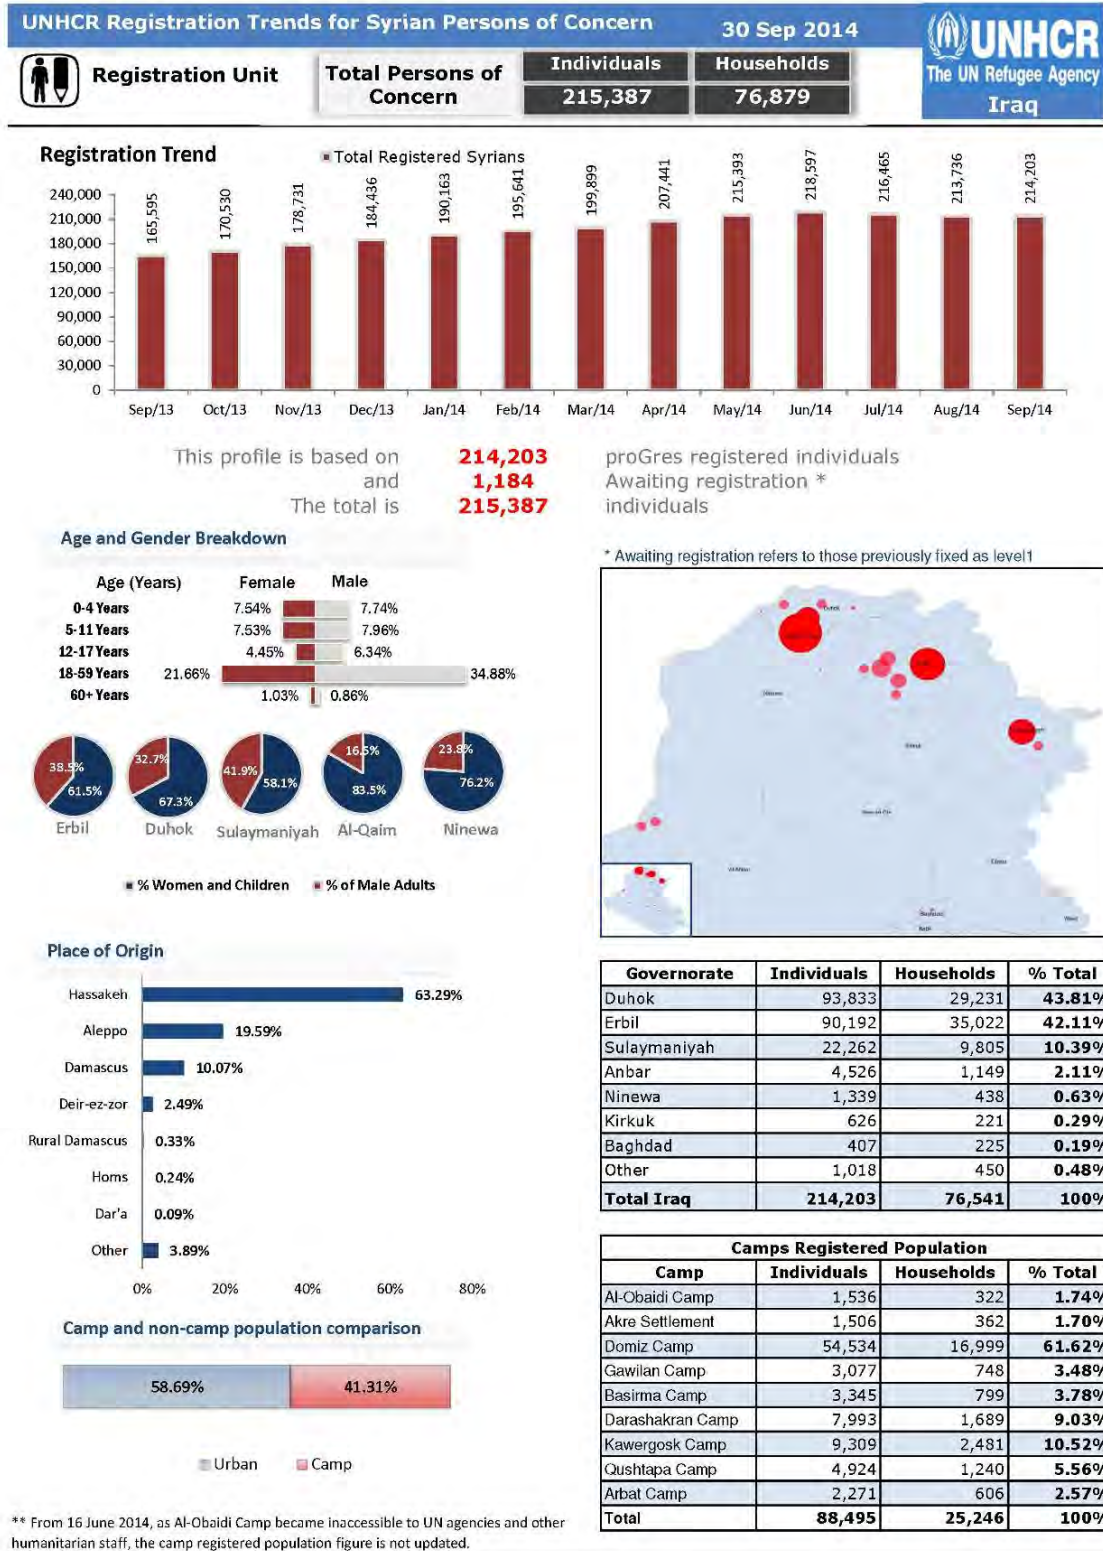 UNHCR Registration Trends for Syrian Persons of Concern
30 Sep 2014
UNHCR
The UN Refugee Agency
Iraq
Registration Unit
Total Persons of Concern
Individuals Households
215,387 76,879
Registration Trend
Total Registered Syrians
165,595 170,530 178,731 184,436 190,163 195,641 199,899 207,441 215,393 218,597 216,465 213,736 214,203
240,000
210,000
180,000
150,000
120,000
90,000
60,000
30,000
0
Sep/13 Oct/13 Nov/13 Dec/13 Jan/14 Feb/14 Mar/14 Apr/14 May/14 Jun/14 Jul/14 Aug/14 Sep/14
This profile is based on 214,203 proGres registered individuals
and 1,184 Awaiting registration *
The total is 215,387 individuals
Age and Gender Breakdown
Age (Years) Female Male
0-4 Years 7.54% 7.74%
5-11 Years 7.53% 7.96%
12-17 Years 4.45% 6.34%
18-59 Years 21.66% 34.88%
60+ Years 1.03% 0.86%
38.5% 61.5%
32.7% 67.3%
41.9% 58.1%
16.5% 83.5%
23.8% 76.2%
Erbil Duhok Sulaymaniyah Al-Qaim Ninewa
% Women and Children % of Male Adults
* Awaiting registration refers to those previously fixed as level1
Duhok
Place of Origin
Hassakeh 63.29%
Aleppo 19.59%
Damascus 10.07%
Deir-ez-zor 2.49%
Rural Damascus 0.33%
Homs 0.24%
Dar'a 0.09%
Other 3.89%
0% 20% 40% 60% 80%
Camp and non-camp population comparison
58.69% 41.31%
Urban Camp
** From 16 June 2014, as Al-Obaidi Camp became inaccessible to UN agencies and other
humanitarian staff, the camp registered population figure is not updated.
Governorate Individuals Households % Total
Duhok 93,833 29,231 43.81%
Erbil 90,192 35,022 42.11%
Sulaymaniyah 22,262 9,805 10.39%
Anbar 4,526 1,149 2.11%
Ninewa 1,339 438 0.63%
Kirkuk 626 221 0.29%
Baghdad 407 225 0.19%
Other 1,018 450 0.48%
Total Iraq 214,203 76,541 100%
Camps Registered Population
Camp Individuals Households % Total
Al-Obaidi Camp 1,536 322 1.74%
Akre Settlement 1,506 362 1.70%
Domiz Camp 54,534 16,999 61.62%
Gawilan Camp 3,077 748 3.48%
Basirma Camp 3,345 799 3.78%
Darashakran Camp 7,993 1,689 9.03%
Kawergosk Camp 9,309 2,481 10.52%
Qushtapa Camp 4,924 1,240 5.56%
Arbat Camp 2,271 606 2.57%
Total 88,495 25,246 100%